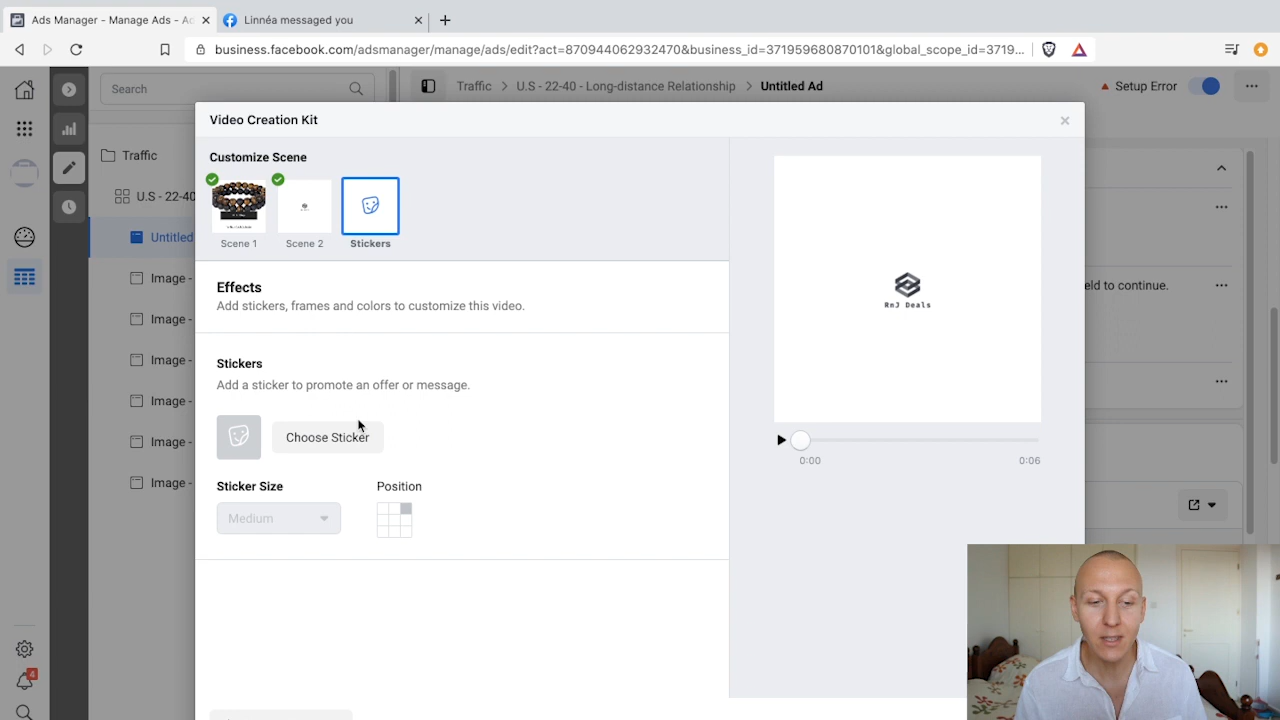 Ads Manager - Manage Ads - Ad
Linnéa messaged you
business.facebook.com/adsmanager/manage/ads/edit?act=870944062932470&business_id=371959680870101&global_scope_id=3719...
Search
Traffic > U.S - 22-40 - Long-distance Relationship > Untitled Ad
Setup Error
Video Creation Kit
Customize Scene
Scene 1
Scene 2
Stickers
Traffic
U.S - 22-40
Untitled
Image -
Image -
Image -
Image -
Image -
Image -
Effects
Add stickers, frames and colors to customize this video.
Stickers
Add a sticker to promote an offer or message.
Choose Sticker
Sticker Size
Position
Medium
RnJ Deals
0:00
0:06
eld to continue.
4